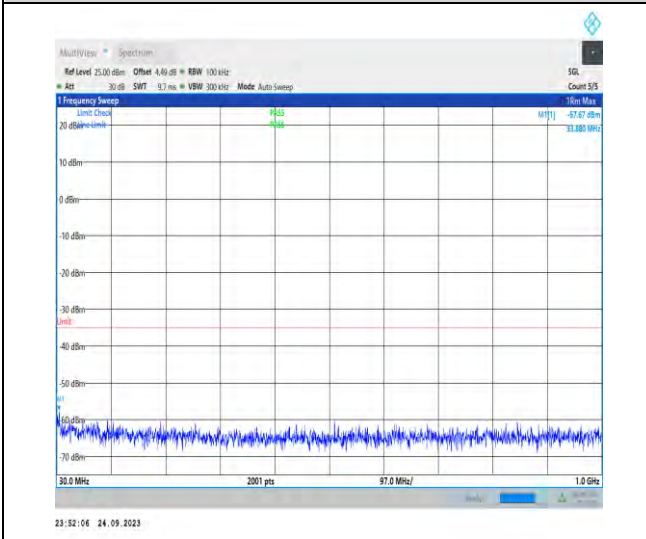 MultiView Spectrum
Ref Level 25.00 dBm Offset 4.49 dB RBW 100 kHz SGL
Att 30 dB SWT 9.7 ms VBW 300 kHz Mode Auto Sweep Count 5/5
1 Frequency Sweep 1Rm Max
Limit Check PASS M1[1] -57.67 dBm
20 dBm Line Limit PASS 33.880 MHz
10 dBm
0 dBm
-10 dBm
-20 dBm
-30 dBm
Limit
-40 dBm
-50 dBm
M1
-60 dBm
-70 dBm
30.0 MHz 2001 pts 97.0 MHz/ 1.0 GHz
23:52:06 24.09.2023